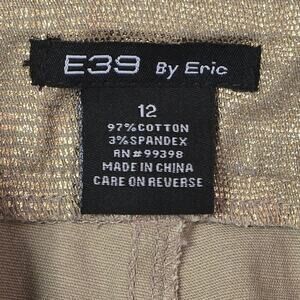 E39 By Eric
12
97%COTTON
3%SPANDEX
RN#99398
MADE IN CHINA
CARE ON REVERSE